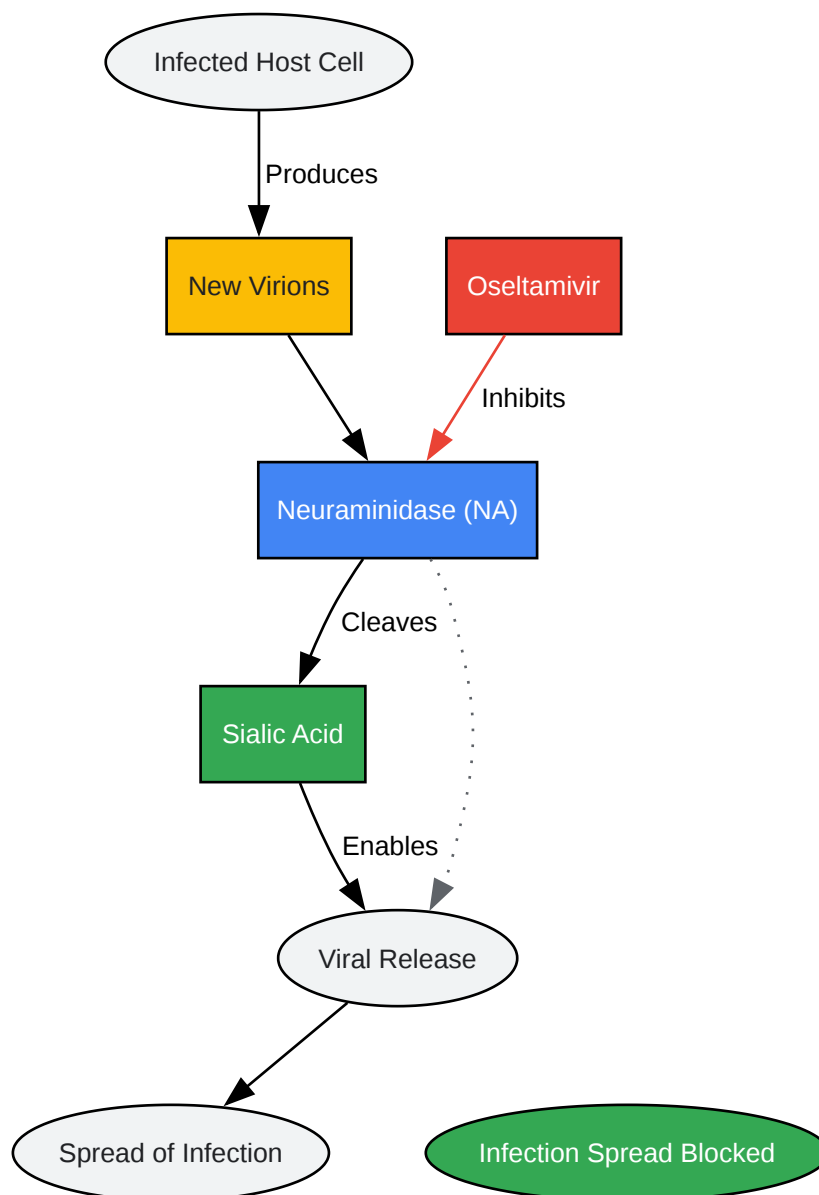 Infected Host Cell
Produces
New Virions
Oseltamivir
Inhibits
Neuraminidase (NA)
Cleaves
Sialic Acid
Enables
Viral Release
Spread of Infection
Infection Spread Blocked